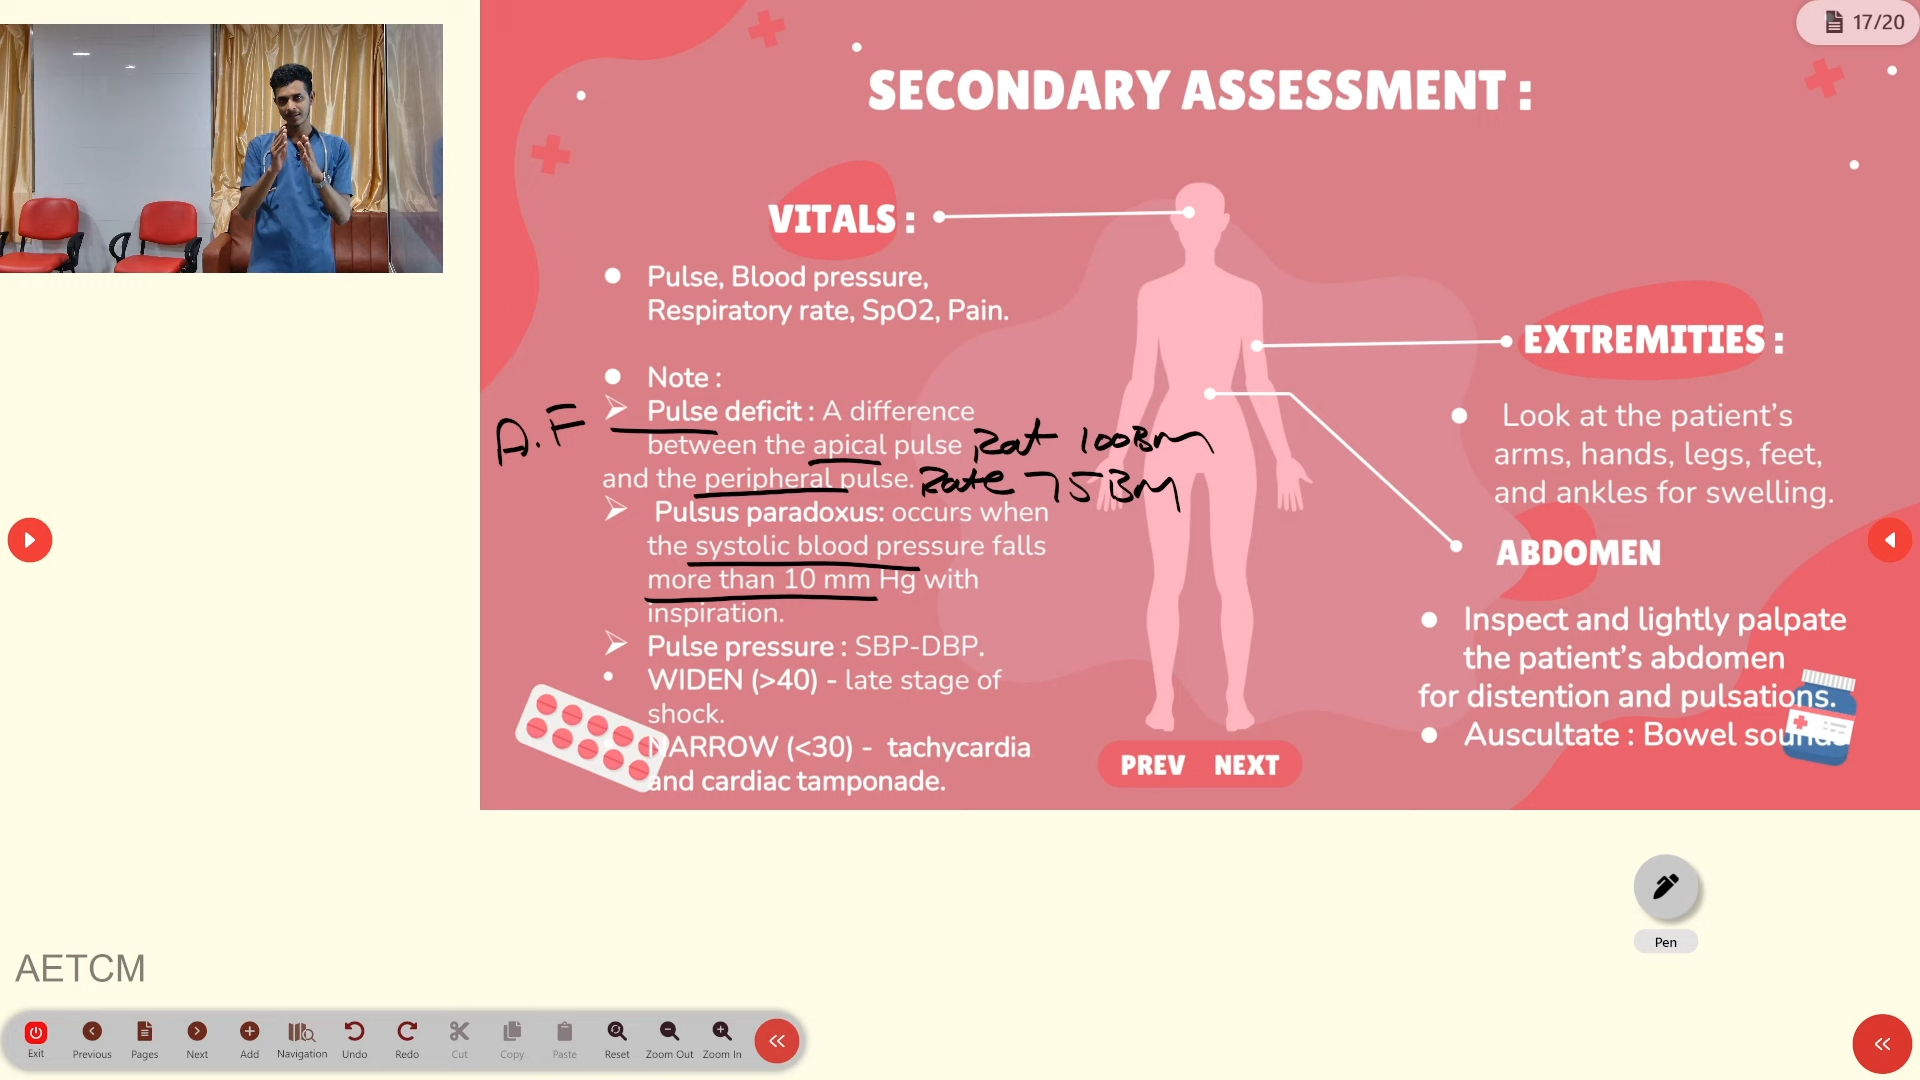 17/20
SECONDARY ASSESSMENT :
VITALS :
Pulse, Blood pressure,
Respiratory rate, SpO2, Pain.
Note :
Pulse deficit : A difference
between the apical pulse
and the peripheral pulse.
A.F
Rat 100Bm
Rate 75BM
Pulsus paradoxus: occurs when
the systolic blood pressure falls
more than 10 mm Hg with
inspiration.
Pulse pressure : SBP-DBP.
WIDEN (>40) - late stage of
shock.
NARROW (<30) - tachycardia
and cardiac tamponade.
EXTREMITIES :
Look at the patient's
arms, hands, legs, feet,
and ankles for swelling.
ABDOMEN
Inspect and lightly palpate
the patient's abdomen
for distention and pulsations.
Auscultate : Bowel sounds
PREV NEXT
Pen
AETCM
Exit Previous Pages Next Add Navigation Undo Redo Cut Copy Paste Reset Zoom Out Zoom In